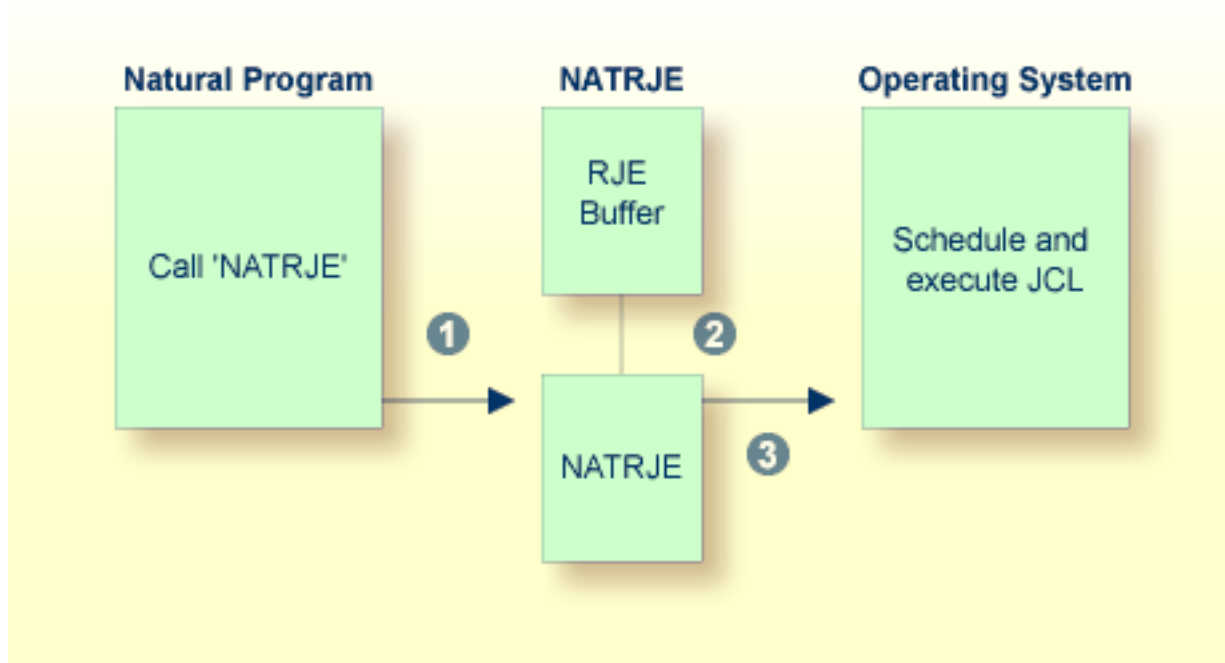 Natural Program
NATRJE
Operating System
Call 'NATRJE'
RJE
Buffer
Schedule and
execute JCL
1
2
3
NATRJE